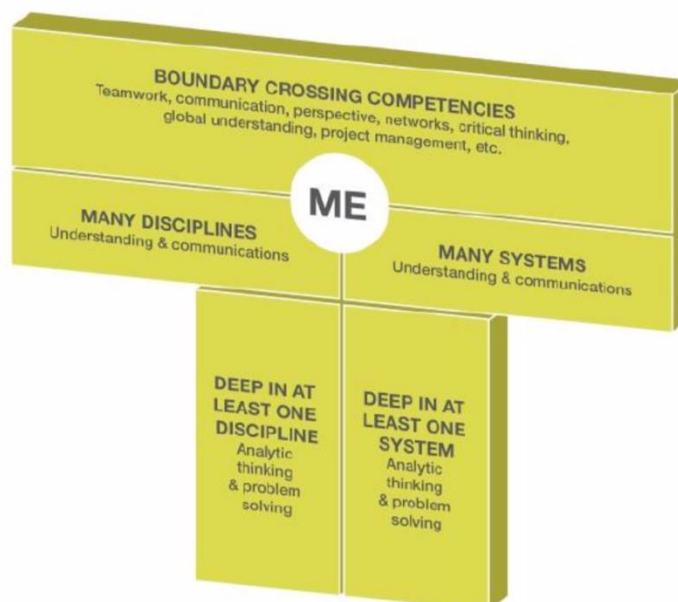 BOUNDARY CROSSING COMPETENCIES
Teamwork, communication, perspective, networks, critical thinking,
global understanding, project management, etc.
ME
MANY DISCIPLINES
Understanding & communications
MANY SYSTEMS
Understanding & communications
DEEP IN AT
LEAST ONE
DISCIPLINE
Analytic
thinking
& problem
solving
DEEP IN AT
LEAST ONE
SYSTEM
Analytic
thinking
& problem
solving